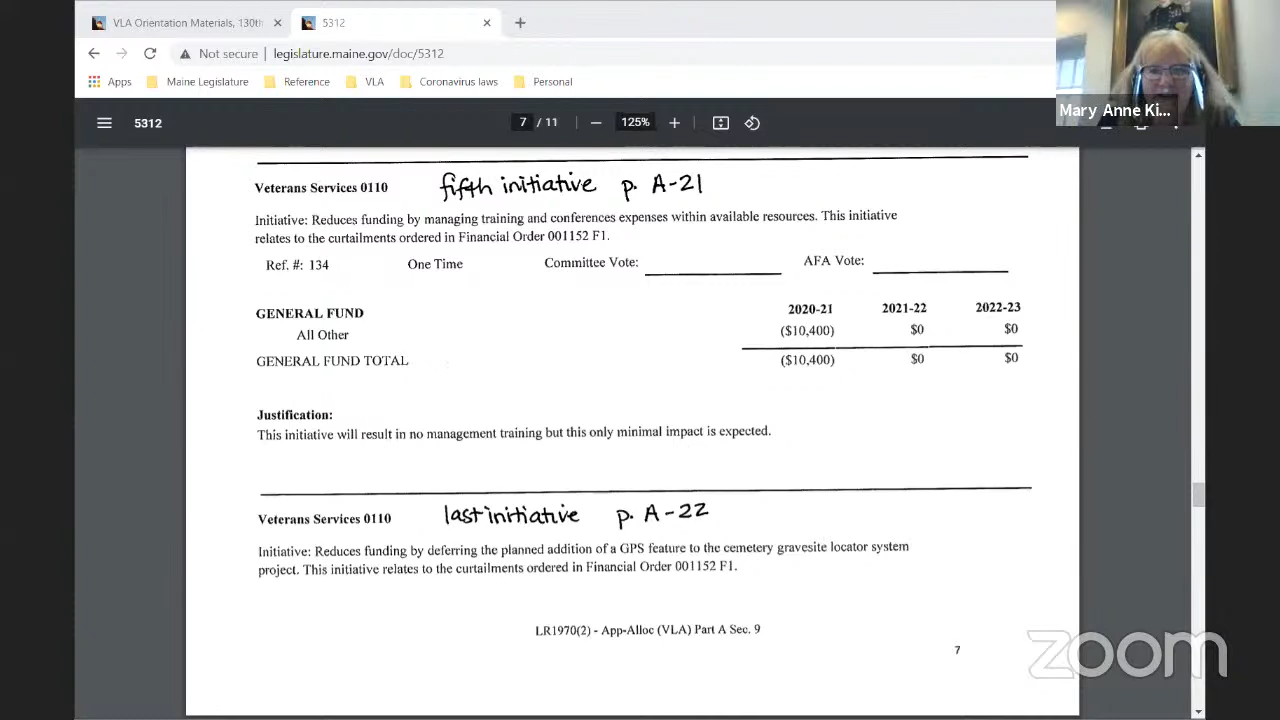 VLA Orientation Materials, 130th
5312
Not secure | legislature.maine.gov/doc/5312
Apps Maine Legislature Reference VLA Coronavirus laws Personal
Mary Anne Ki...
5312 7 / 11 125%
Veterans Services 0110 fifth initiative p. A-21
Initiative: Reduces funding by managing training and conferences expenses within available resources. This initiative
relates to the curtailments ordered in Financial Order 001152 F1.
Ref. #: 134 One Time Committee Vote: AFA Vote:
2020-21 2021-22 2022-23
GENERAL FUND
All Other ($10,400) $0 $0
GENERAL FUND TOTAL ($10,400) $0 $0
Justification:
This initiative will result in no management training but this only minimal impact is expected.
Veterans Services 0110 last initiative p. A-22
Initiative: Reduces funding by deferring the planned addition of a GPS feature to the cemetery gravesite locator system
project. This initiative relates to the curtailments ordered in Financial Order 001152 F1.
LR1970(2) - App-Alloc (VLA) Part A Sec. 9
7
zoom